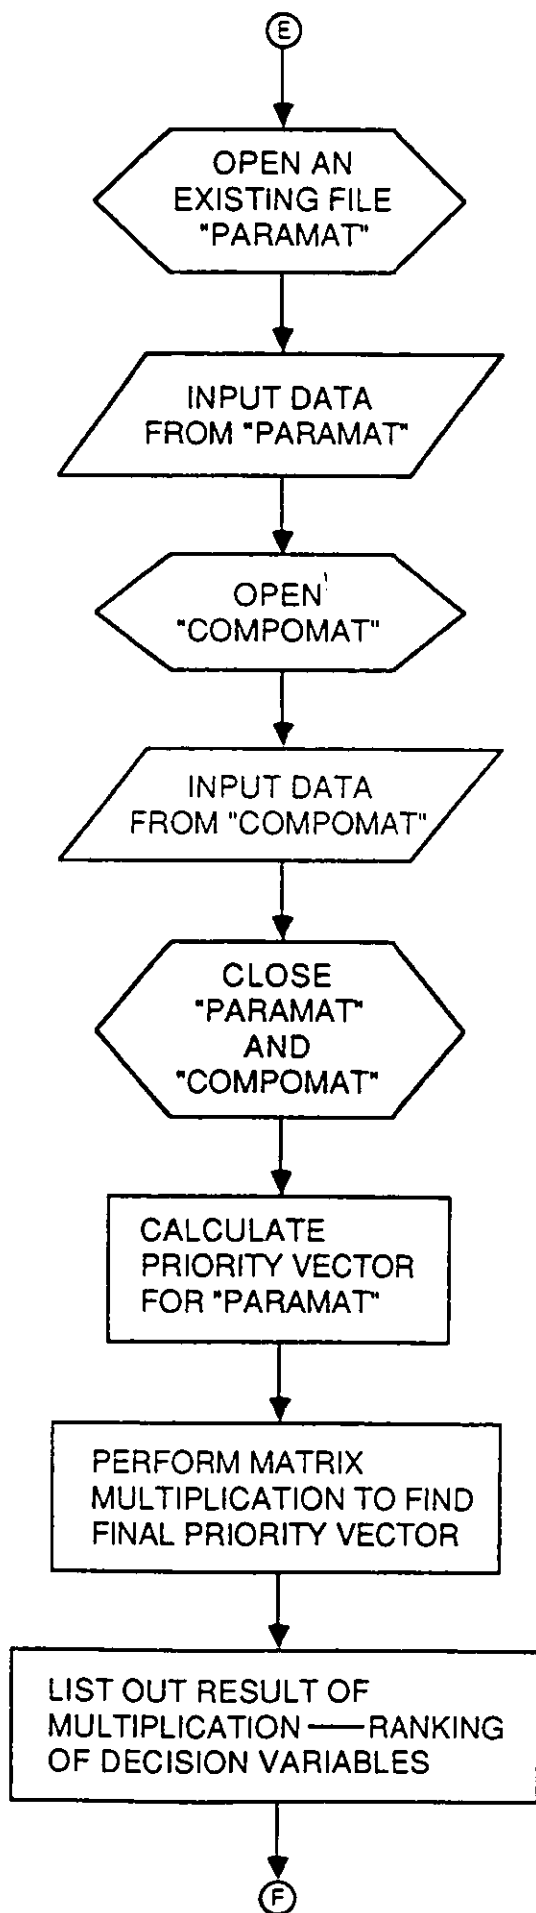 E
OPEN AN
EXISTING FILE
"PARAMAT"
INPUT DATA
FROM "PARAMAT"
OPEN
"COMPOMAT"
INPUT DATA
FROM "COMPOMAT"
CLOSE
"PARAMAT"
AND
"COMPOMAT"
CALCULATE
PRIORITY VECTOR
FOR "PARAMAT"
PERFORM MATRIX
MULTIPLICATION TO FIND
FINAL PRIORITY VECTOR
LIST OUT RESULT OF
MULTIPLICATION — RANKING
OF DECISION VARIABLES
F